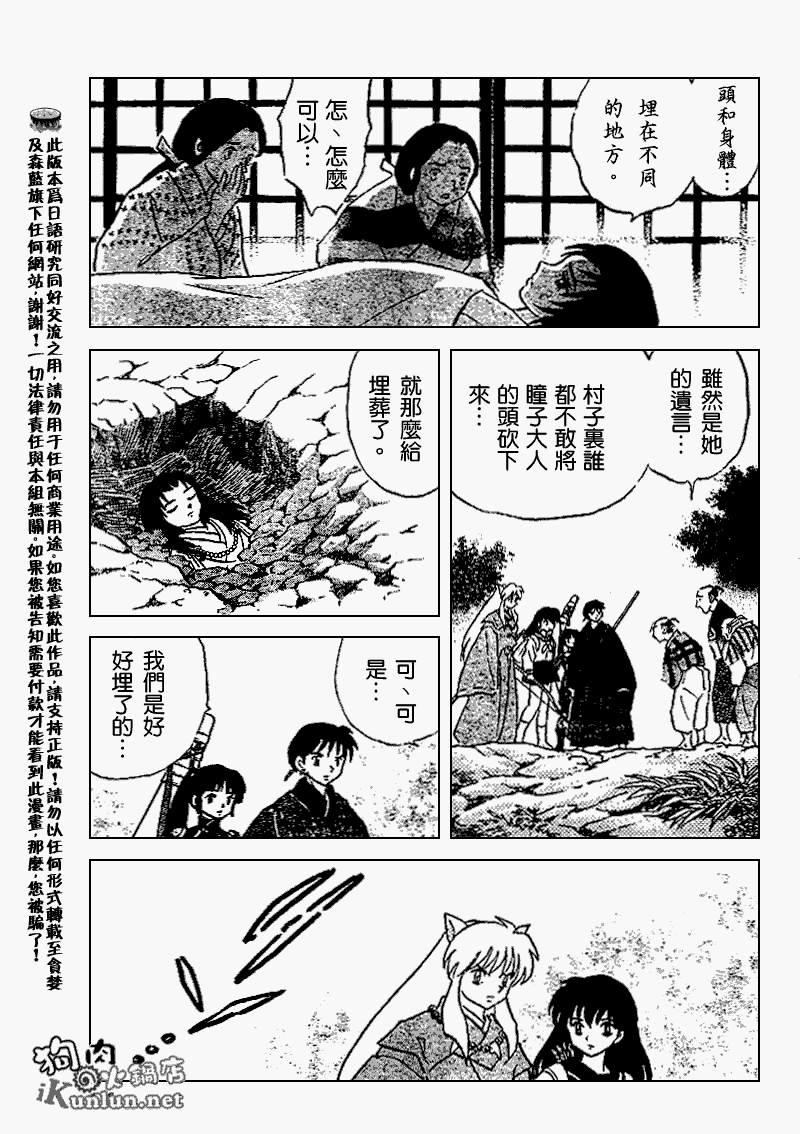 頭和身體…
埋在不同
的地方。
怎、怎麼
可以…
雖然是她
的遺言…
村子裏誰
都不敢將
瞳子大人
的頭砍下
來…
就那麼給
埋葬了。
可、可
是…
我們是好
好埋了的…
此版本爲日語研究同好交流之用,請勿用于任何商業用途。如您喜歡此作品,請支持正版!請勿以任何形式轉載至貪婪
及森藍旗下任何網站,謝謝!一切法律責任與本組無關。如果您被告知需要付款才能看到此漫畫,那麼,您被騙了!
狗肉火鍋店
iKunlun.net